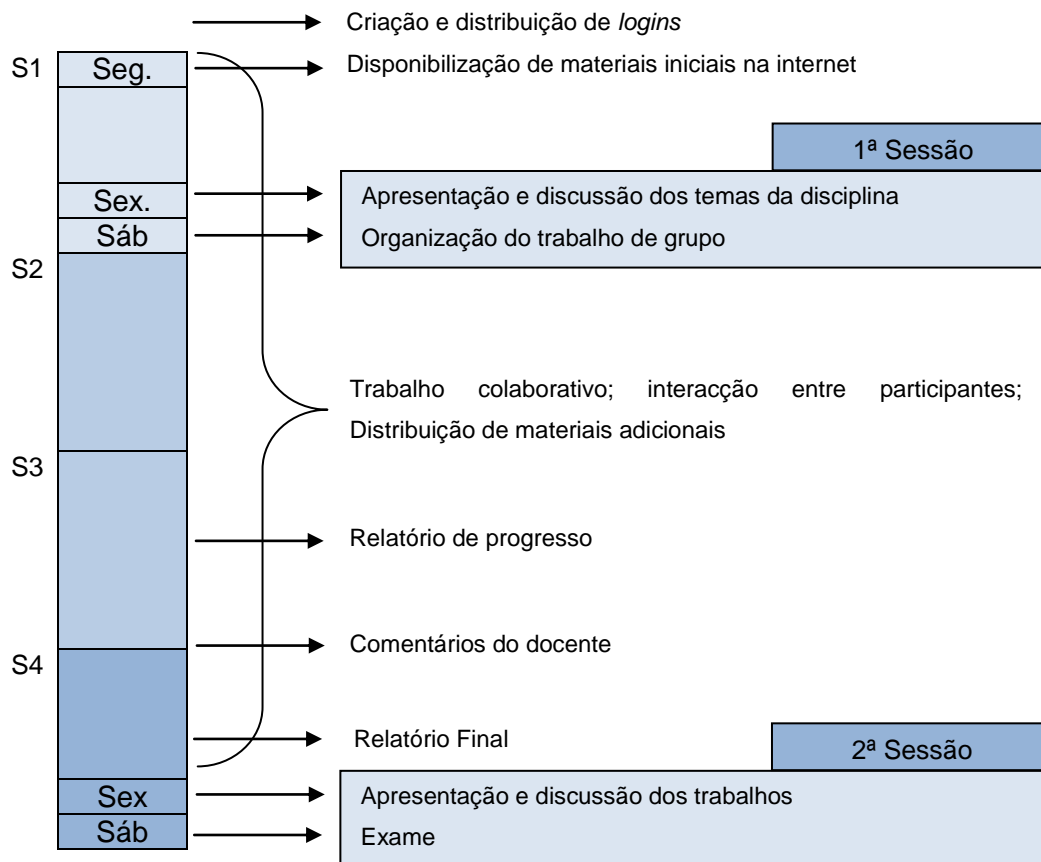 Criação e distribuição de logins
S1
Seg.
Disponibilização de materiais iniciais na internet
1ª Sessão
Sex.
Apresentação e discussão dos temas da disciplina
Sáb
Organização do trabalho de grupo
S2
Trabalho colaborativo; interacção entre participantes;
Distribuição de materiais adicionais
S3
Relatório de progresso
Comentários do docente
S4
Relatório Final
2ª Sessão
Sex
Apresentação e discussão dos trabalhos
Sáb
Exame